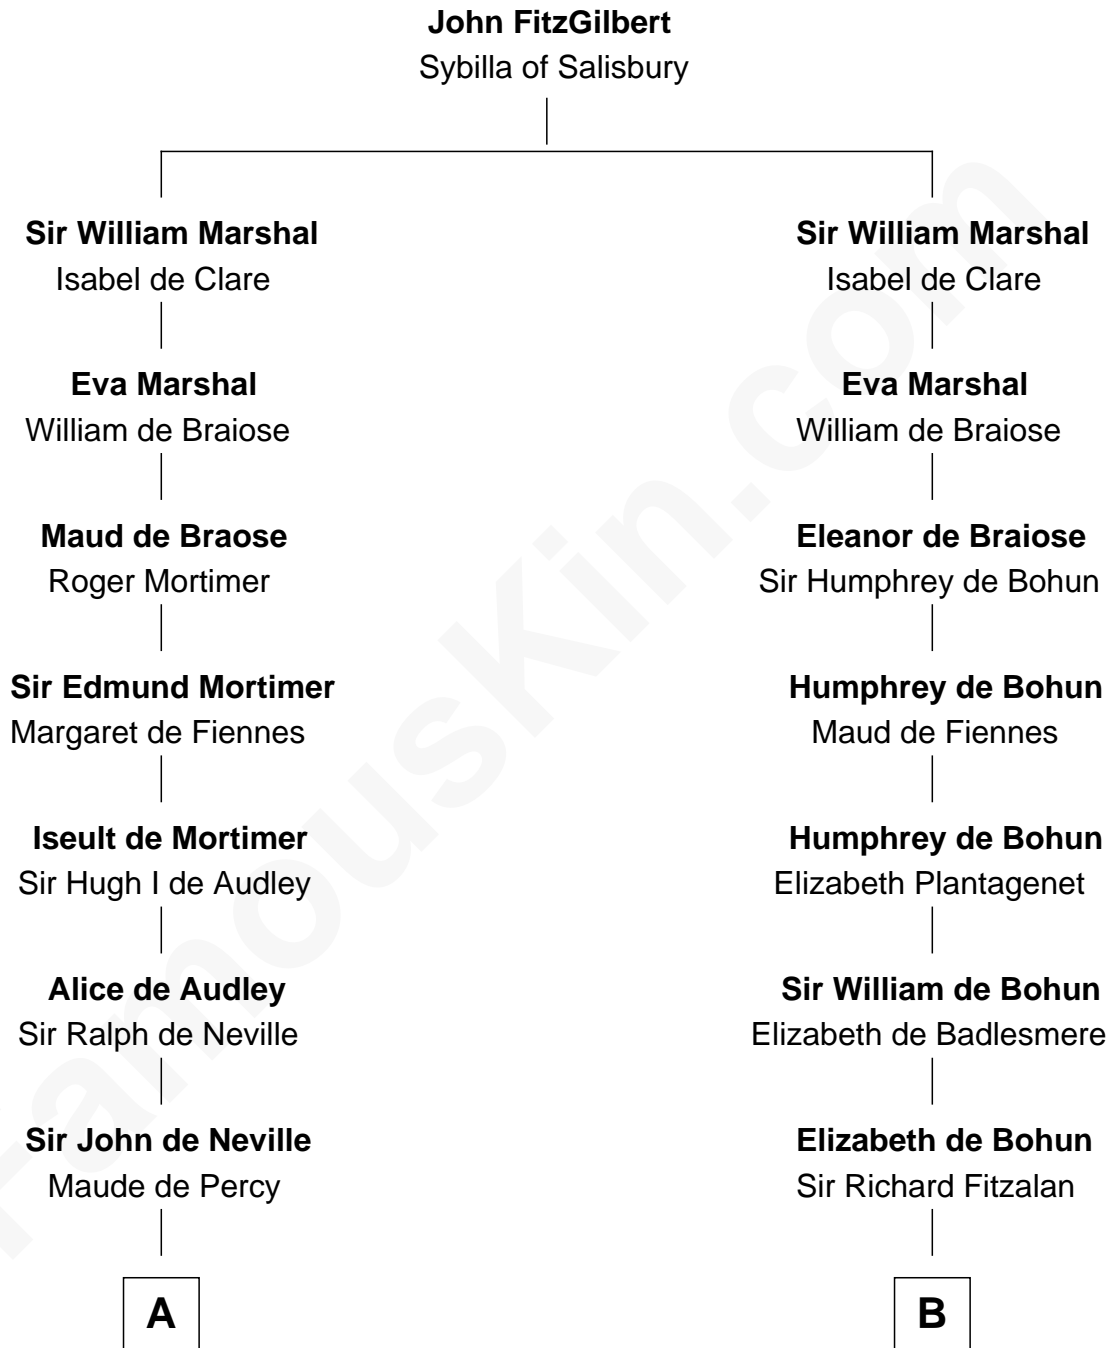 John FitzGilbert
Sybilla of Salisbury
Sir William Marshal
Isabel de Clare
Sir William Marshal
Isabel de Clare
Eva Marshal
William de Braiose
Eva Marshal
William de Braiose
Maud de Braose
Roger Mortimer
Eleanor de Braiose
Sir Humphrey de Bohun
Sir Edmund Mortimer
Margaret de Fiennes
Humphrey de Bohun
Maud de Fiennes
Iseult de Mortimer
Sir Hugh I de Audley
Humphrey de Bohun
Elizabeth Plantagenet
Alice de Audley
Sir Ralph de Neville
Sir William de Bohun
Elizabeth de Badlesmere
Sir John de Neville
Maude de Percy
Elizabeth de Bohun
Sir Richard Fitzalan
A
B
FamousKin.com